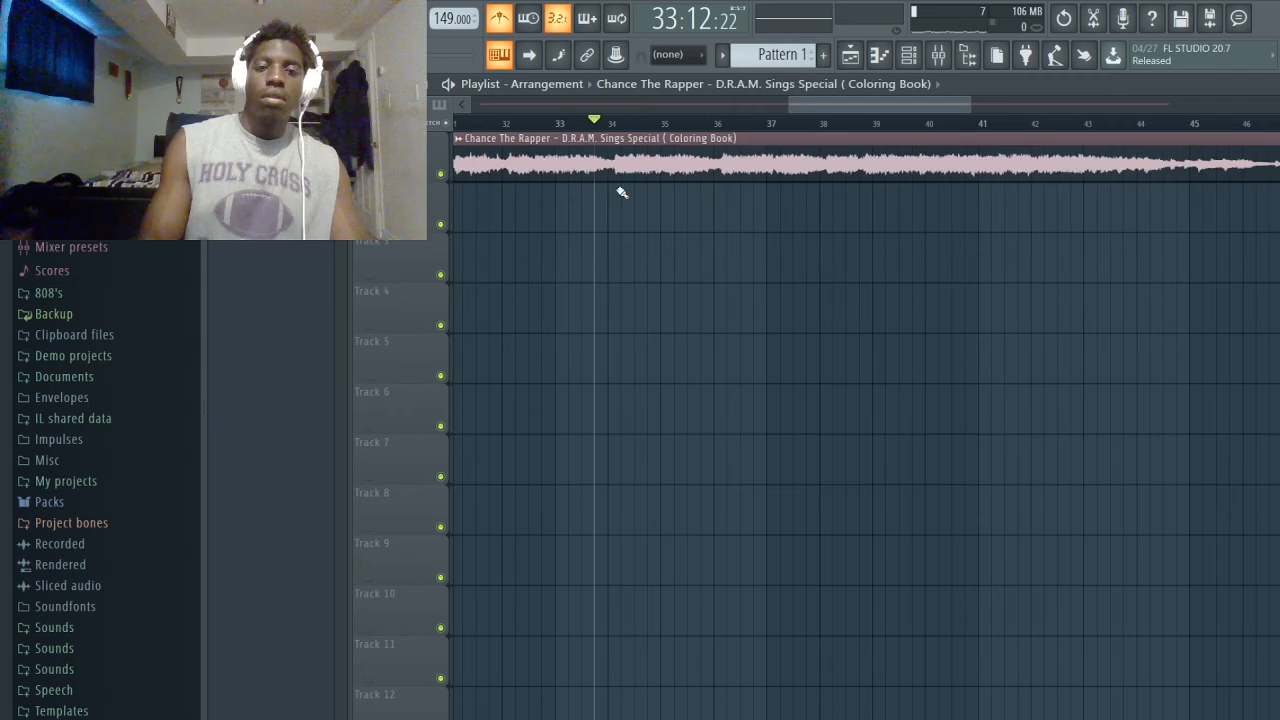 149.000
3.2.
33:12:22
B:S:T
7
106 MB
0
(none)
Pattern 1
04/27 FL STUDIO 20.7
Released
Playlist - Arrangement
Chance The Rapper - D.R.A.M. Sings Special ( Coloring Book)
32 33 34 35 36 37 38 39 40 41 42 43 44 45 46
Chance The Rapper - D.R.A.M. Sings Special ( Coloring Book)
HOLY CROSS
Mixer presets
Scores
808's
Backup
Clipboard files
Demo projects
Documents
Envelopes
IL shared data
Impulses
Misc
My projects
Packs
Project bones
Recorded
Rendered
Sliced audio
Soundfonts
Sounds
Sounds
Sounds
Speech
Templates
Track 3
Track 4
Track 5
Track 6
Track 7
Track 8
Track 9
Track 10
Track 11
Track 12